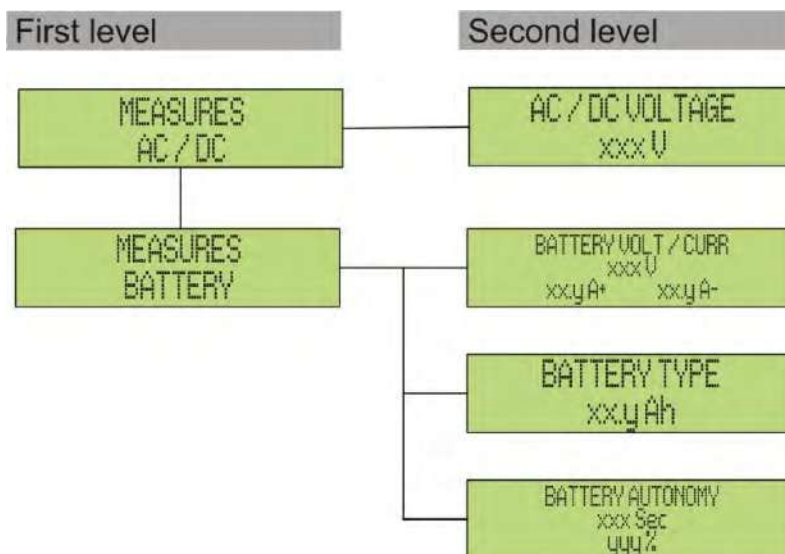 First level
Second level
MEASURES
AC / DC
AC / DC VOLTAGE
xxx V
MEASURES
BATTERY
BATTERY VOLT / CURR
xxx V
xx.y A+ xx.y A-
BATTERY TYPE
xx.y Ah
BATTERY AUTONOMY
xxx Sec
yyy %